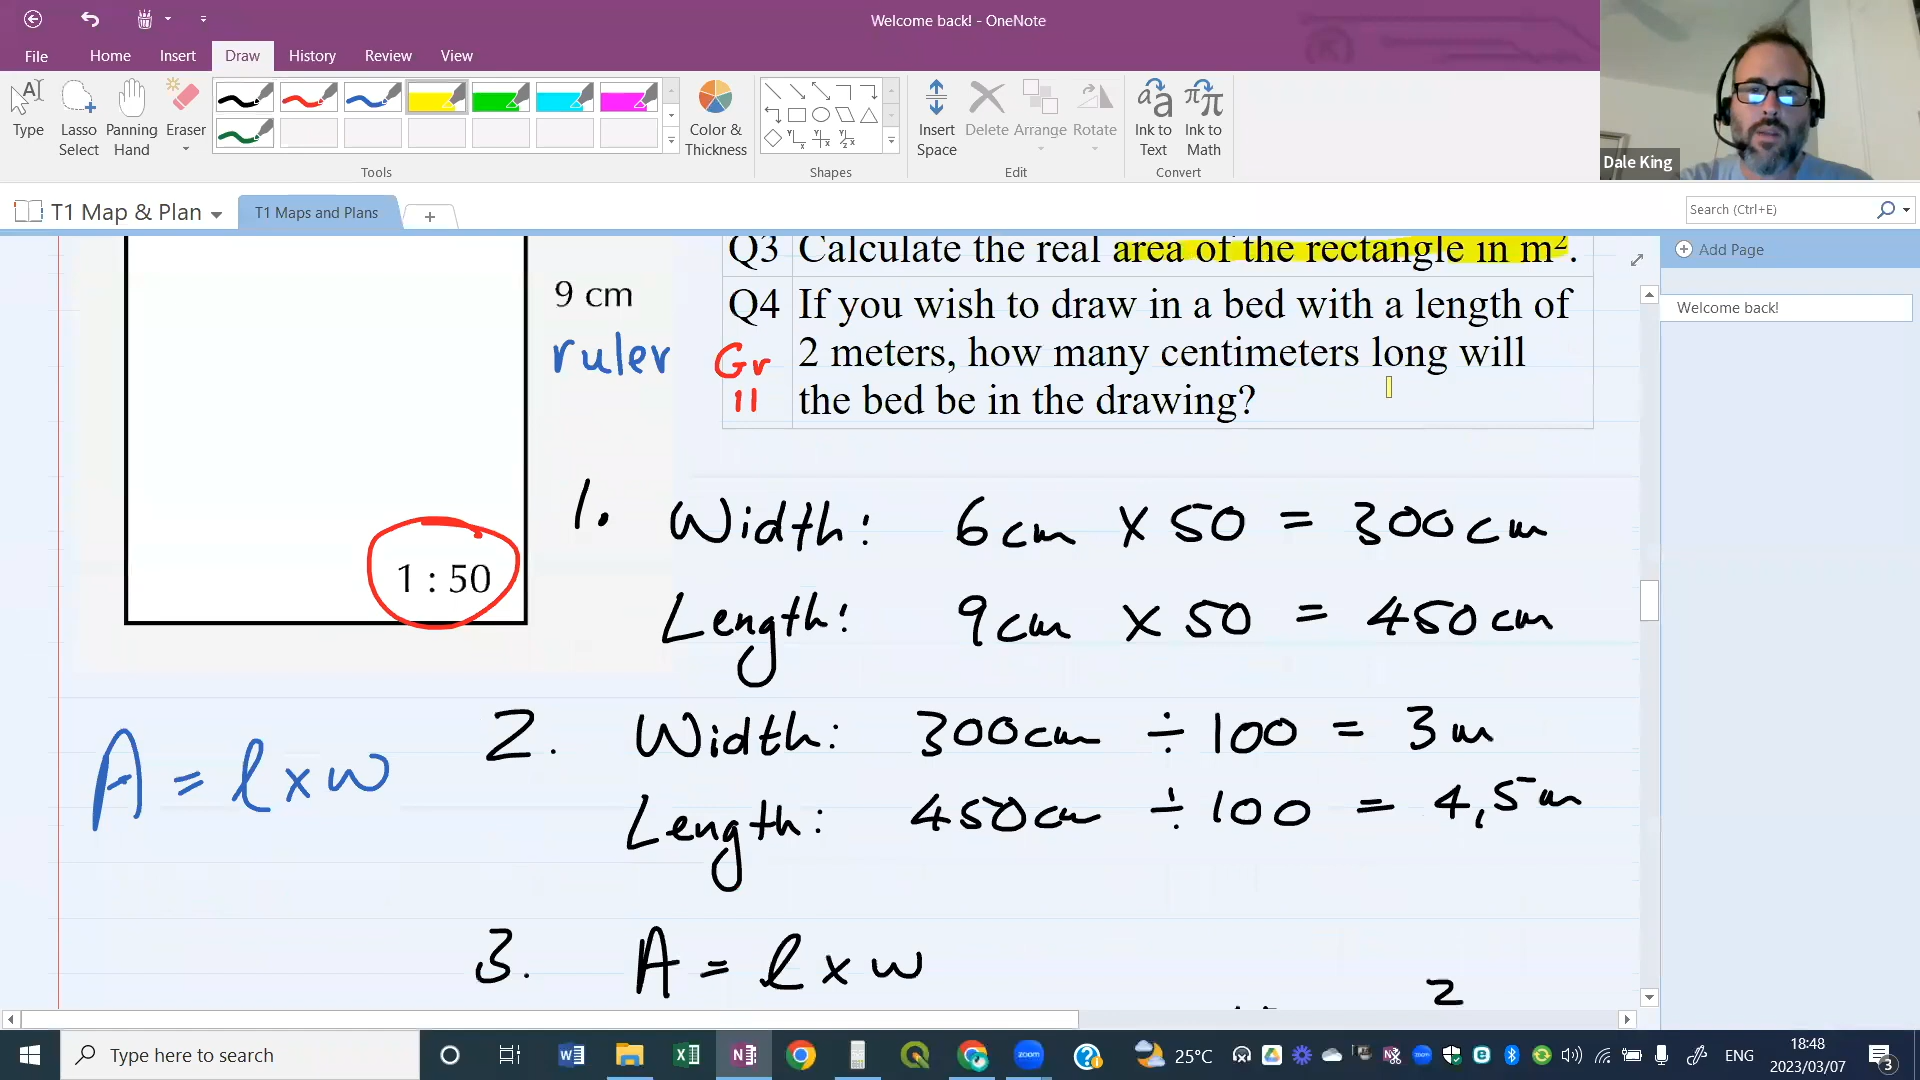 Welcome back! - OneNote
File Home Insert Draw History Review View
Type
Lasso Select
Panning Hand
Eraser
Color & Thickness
Insert Space
Delete
Arrange
Rotate
Ink to Text
Ink to Math
Tools
Shapes
Edit
Convert
Dale King
T1 Map & Plan
T1 Maps and Plans
Search (Ctrl+E)
Add Page
Welcome back!
Q3 Calculate the real area of the rectangle in m².
Q4 If you wish to draw in a bed with a length of
2 meters, how many centimeters long will
the bed be in the drawing?
Gr
11
9 cm
ruler
1 : 50
1. Width: 6cm × 50 = 300cm
Length: 9cm × 50 = 450cm
2. Width: 300cm ÷ 100 = 3m
Length: 450cm ÷ 100 = 4,5m
A = l × w
3. A = l × w
2
Type here to search
zoom
25°C
ENG
18:48
2023/03/07
3